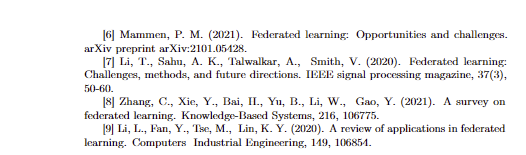 [6] Mammen, P. M. (2021). Federated learning: Opportunities and challenges.
arXiv preprint arXiv:2101.05428.
[7] Li, T., Sahu, A. K., Talwalkar, A., Smith, V. (2020). Federated learning:
Challenges, methods, and future directions. IEEE signal processing magazine, 37(3),
50-60.
[8] Zhang, C., Xie, Y., Bai, H., Yu, B., Li, W., Gao, Y. (2021). A survey on
federated learning. Knowledge-Based Systems, 216, 106775.
[9] Li, L., Fan, Y., Tse, M., Lin, K. Y. (2020). A review of applications in federated
learning. Computers Industrial Engineering, 149, 106854.